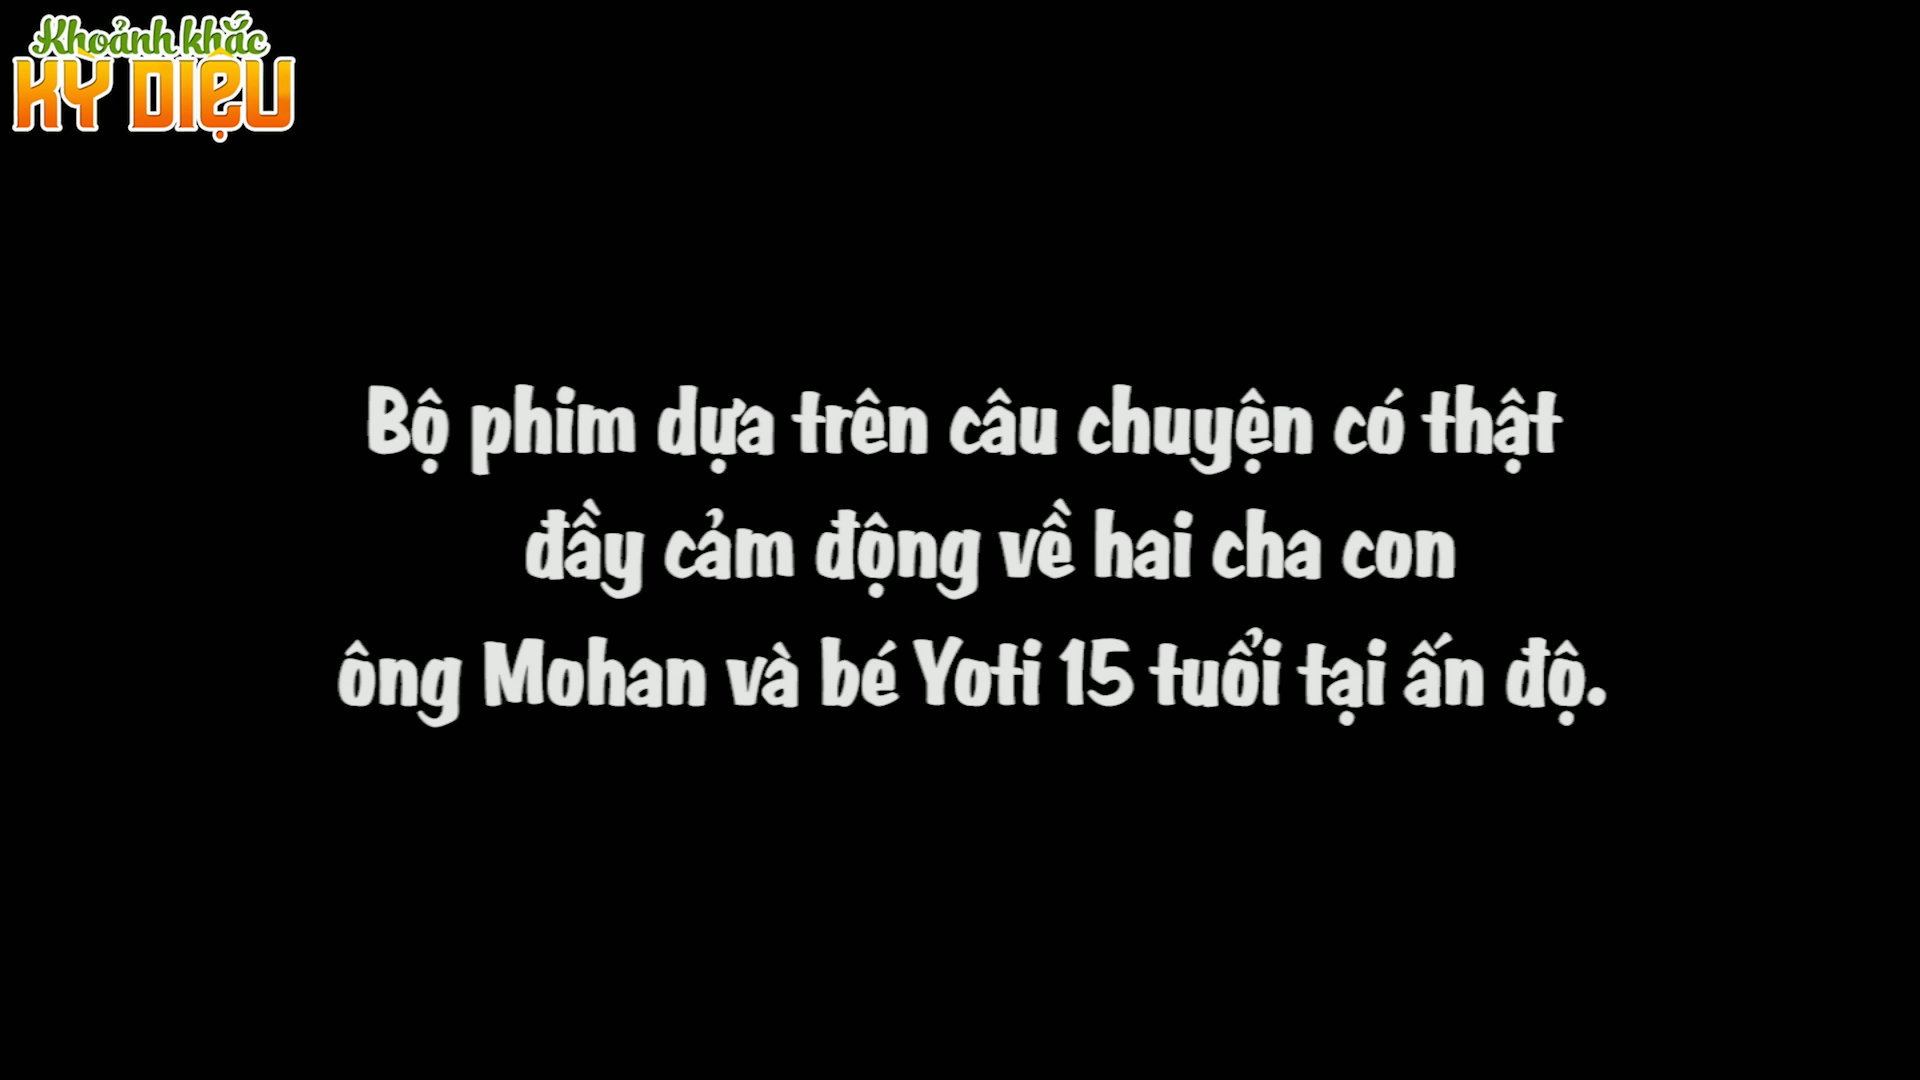 Khoảnh khắc
KỲ DIỆU
Bộ phim dựa trên câu chuyện có thật
đầy cảm động về hai cha con
ông Mohan và bé Yoti 15 tuổi tại ấn độ.